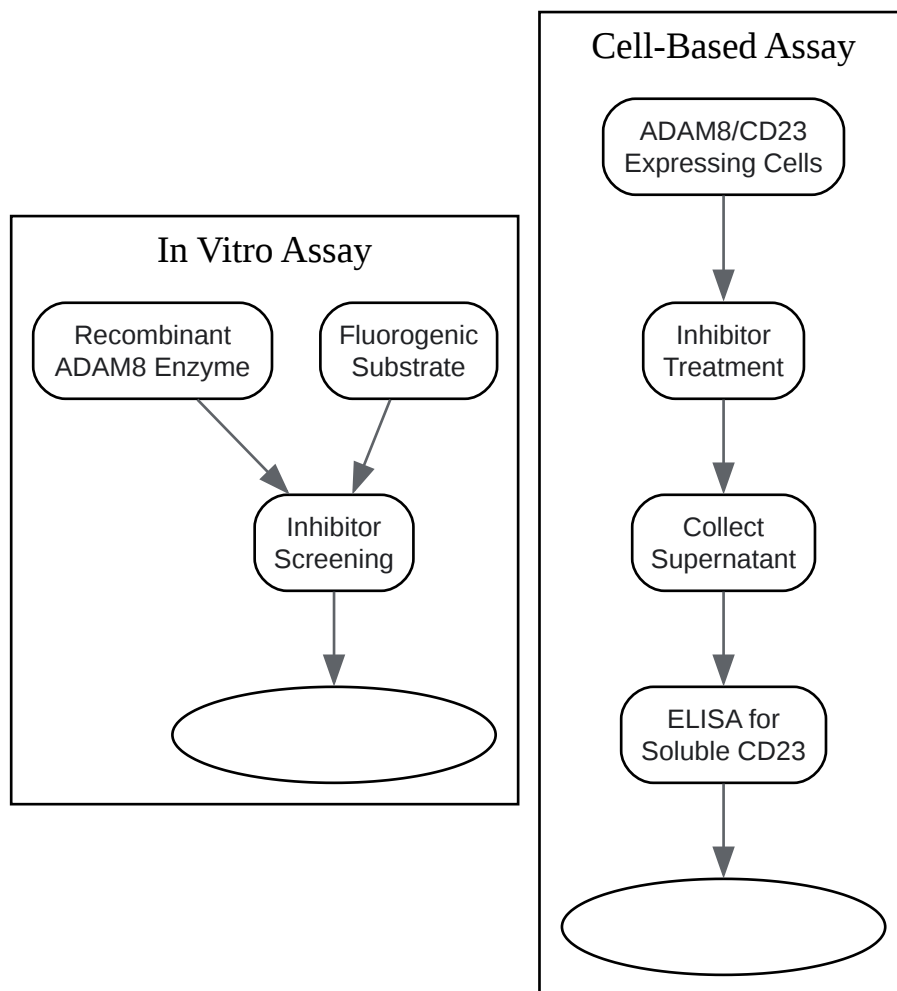 In Vitro Assay
Recombinant
ADAM8 Enzyme
Fluorogenic
Substrate
Inhibitor
Screening
Cell-Based Assay
ADAM8/CD23
Expressing Cells
Inhibitor
Treatment
Collect
Supernatant
ELISA for
Soluble CD23